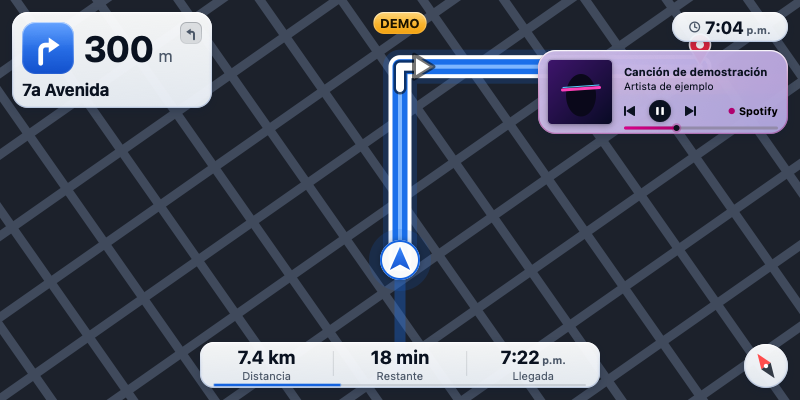 300 m
7a Avenida
DEMO
7:04 p.m.
Canción de demostración
Artista de ejemplo
Spotify
7.4 km
Distancia
18 min
Restante
7:22 p.m.
Llegada